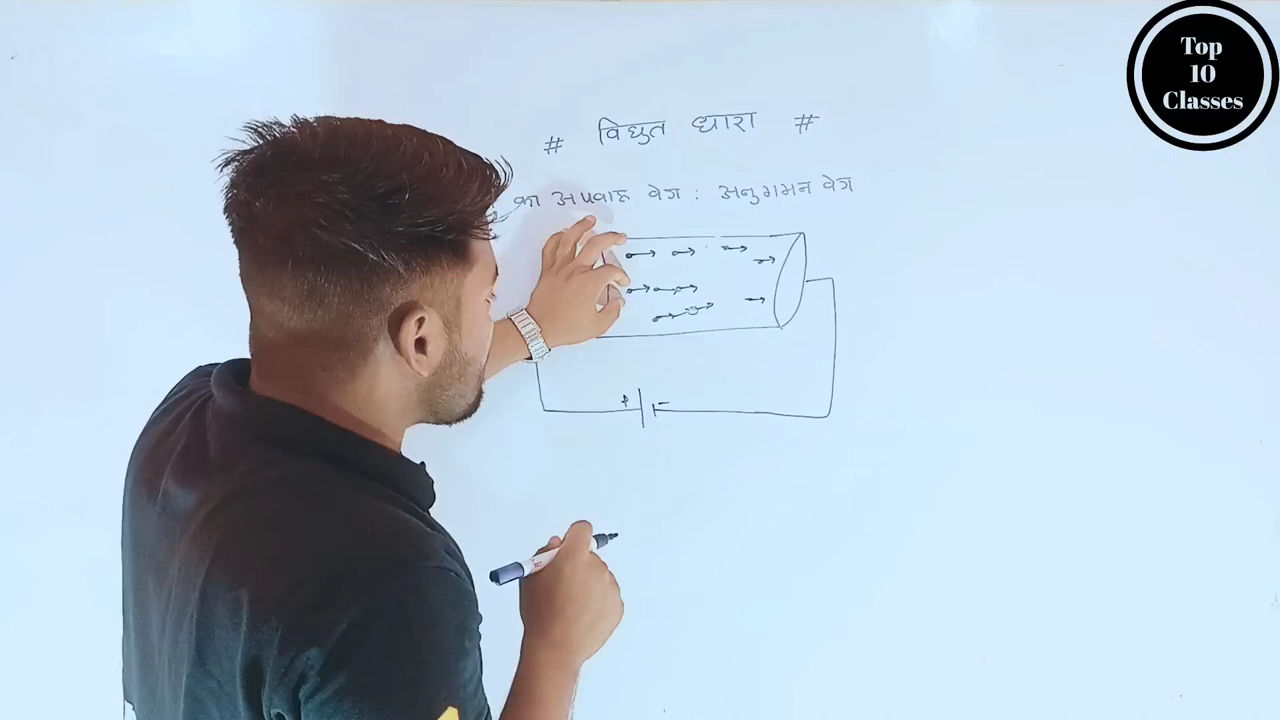 Top
10
Classes
# विद्युत धारा #
का अपवाह वेग : अनुगमन वेग
+ -